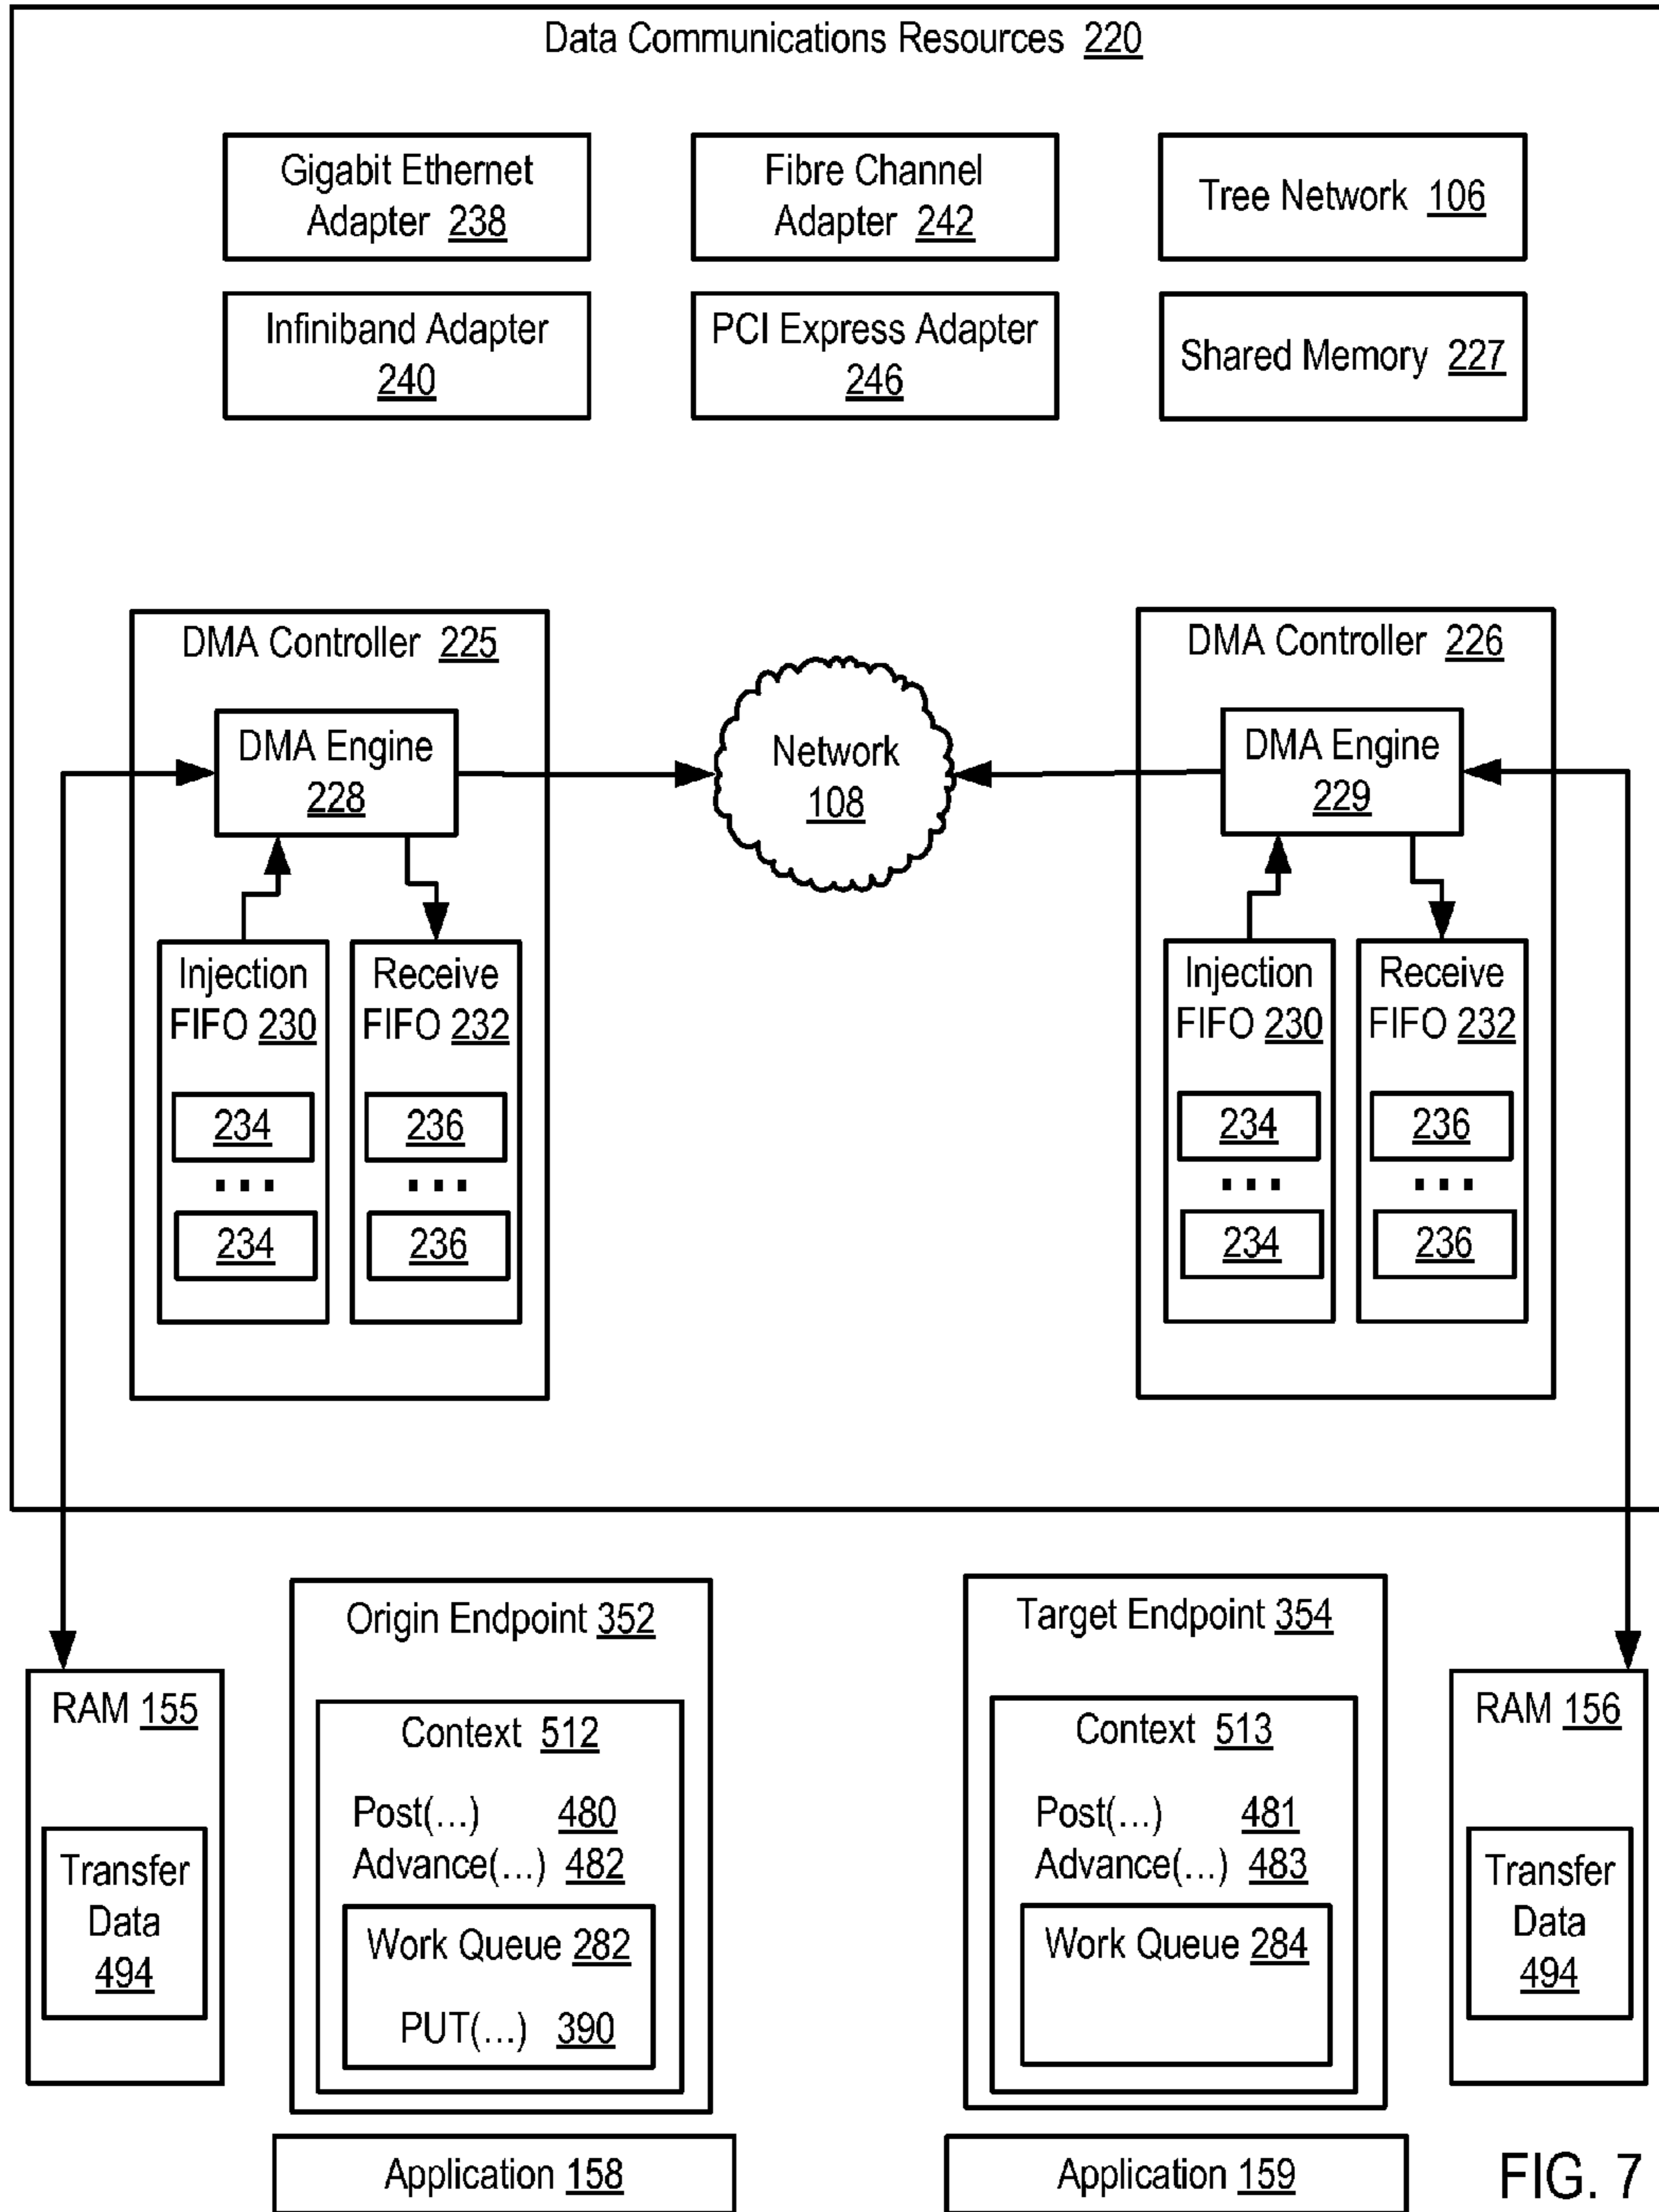 Data Communications Resources 220
Gigabit Ethernet
Adapter 238
Fibre Channel
Adapter 242
Tree Network 106
Infiniband Adapter
240
PCI Express Adapter
246
Shared Memory 227
DMA Controller 225
DMA Engine
228
Injection
FIFO 230
234
...
234
Receive
FIFO 232
236
...
236
Network
108
DMA Controller 226
DMA Engine
229
Injection
FIFO 230
234
...
234
Receive
FIFO 232
236
...
236
RAM 155
Transfer
Data
494
Origin Endpoint 352
Context 512
Post(...) 480
Advance(...) 482
Work Queue 282
PUT(...) 390
Application 158
Target Endpoint 354
Context 513
Post(...) 481
Advance(...) 483
Work Queue 284
Application 159
RAM 156
Transfer
Data
494
FIG. 7